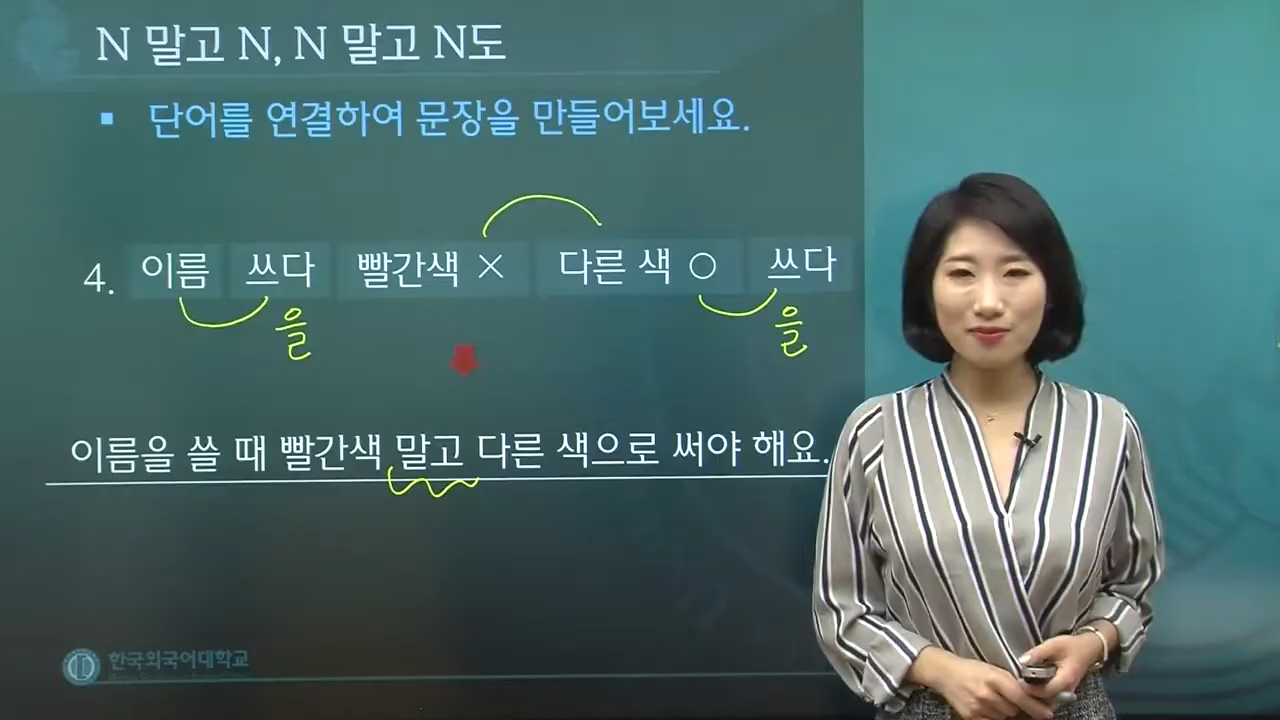 N 말고 N, N 말고 N도
▪ 단어를 연결하여 문장을 만들어보세요.
4. 이름 쓰다 빨간색 × 다른 색 ○ 쓰다
을 을
이름을 쓸 때 빨간색 말고 다른 색으로 써야 해요.
한국외국어대학교